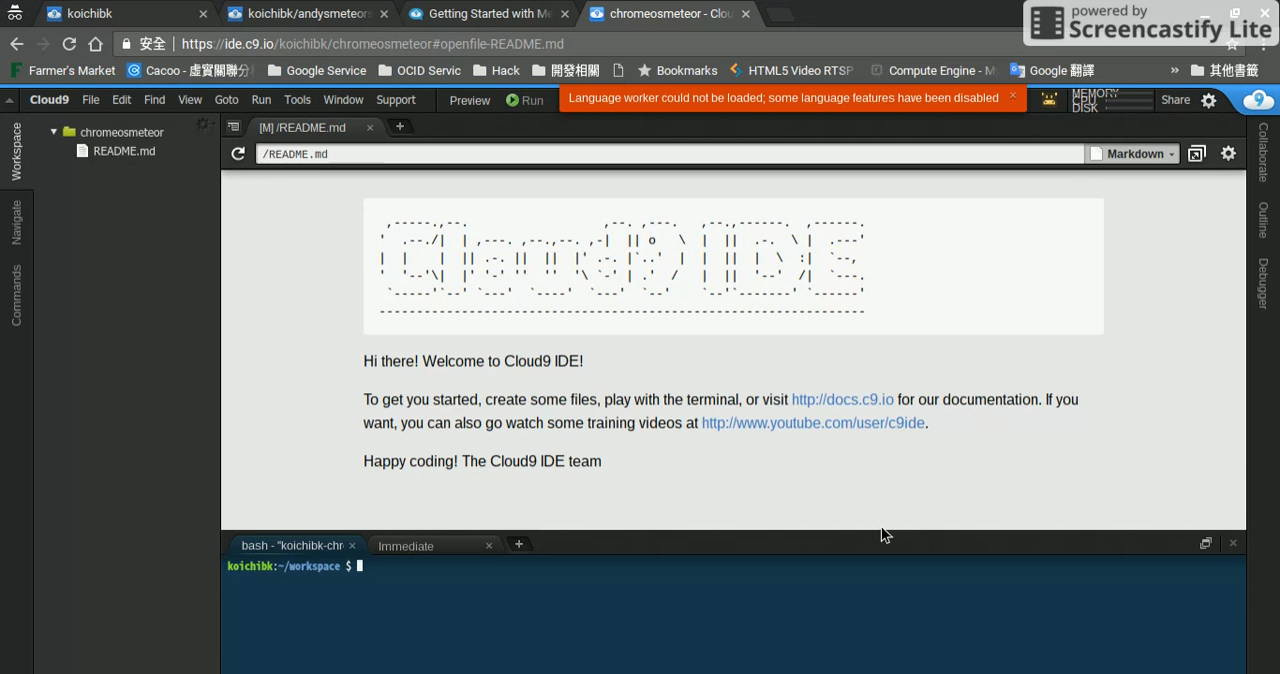 koichibk
koichibk/andysmeteors
Getting Started with Me
chromeosmeteor - Clou
powered by
Screencastify Lite
安全
https://ide.c9.io/koichibk/chromeosmeteor#openfile-README.md
Farmer's Market
Cacoo - 虛實關聯分
Google Service
OCID Servic
Hack
開發相關
Bookmarks
HTML5 Video RTSP
Compute Engine - M
Google 翻譯
»
其他書籤
Cloud9 File Edit Find View Goto Run Tools Window Support Preview Run
Language worker could not be loaded; some language features have been disabled
MEMORY
CPU
DISK
Share
9
Workspace
Navigate
Commands
chromeosmeteor
README.md
[M] /README.md
/README.md
Markdown
Cloud9 IDE
Hi there! Welcome to Cloud9 IDE!
To get you started, create some files, play with the terminal, or visit http://docs.c9.io for our documentation. If you
want, you can also go watch some training videos at http://www.youtube.com/user/c9ide.
Happy coding! The Cloud9 IDE team
Collaborate
Outline
Debugger
bash - "koichibk-chr
Immediate
koichibk:~/workspace $